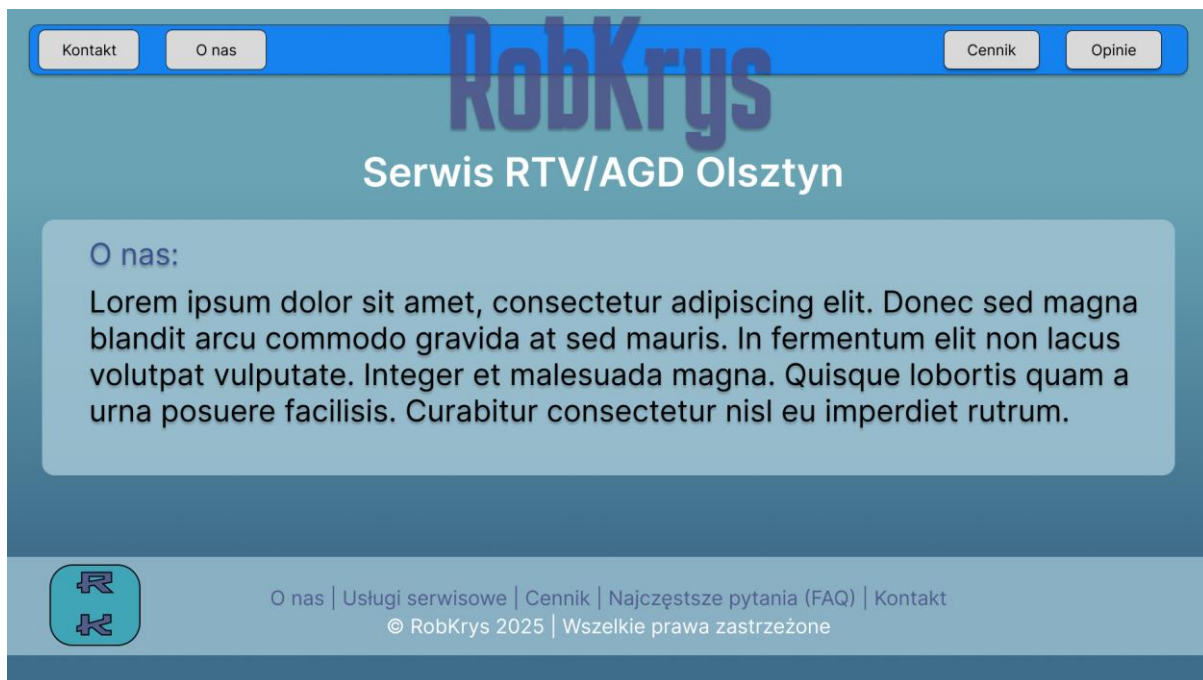 Kontakt
O nas
RobKrys
Cennik
Opinie
Serwis RTV/AGD Olsztyn
O nas:
Lorem ipsum dolor sit amet, consectetur adipiscing elit. Donec sed magna
blandit arcu commodo gravida at sed mauris. In fermentum elit non lacus
volutpat vulputate. Integer et malesuada magna. Quisque lobortis quam a
urna posuere facilisis. Curabitur consectetur nisl eu imperdiet rutrum.
R
K
O nas | Usługi serwisowe | Cennik | Najczęstsze pytania (FAQ) | Kontakt
© RobKrys 2025 | Wszelkie prawa zastrzeżone